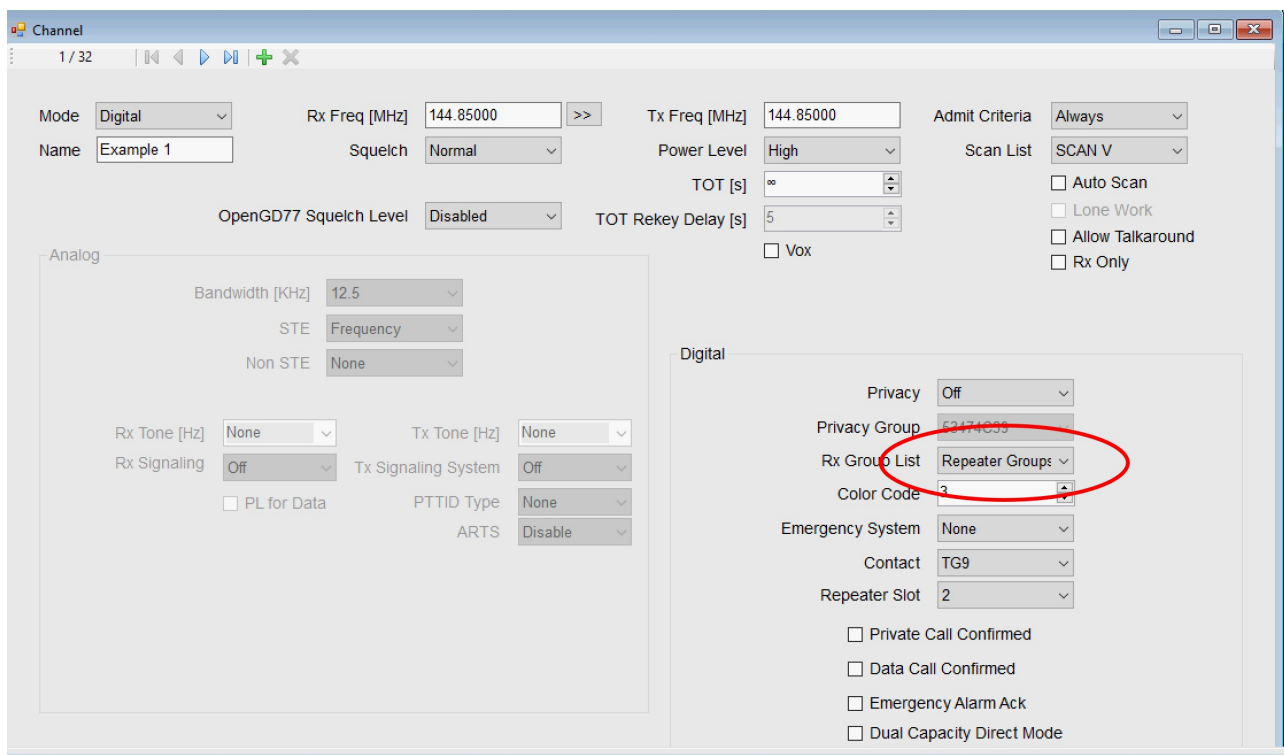 Channel
1 / 32
Mode Digital Rx Freq [MHz] 144.85000 >> Tx Freq [MHz] 144.85000 Admit Criteria Always
Name Example 1 Squelch Normal Power Level High Scan List SCAN V
TOT [s] ∞ Auto Scan
OpenGD77 Squelch Level Disabled TOT Rekey Delay [s] 5 Lone Work
Vox Allow Talkaround
Rx Only
Analog
Bandwidth [KHz] 12.5
STE Frequency
Non STE None
Rx Tone [Hz] None Tx Tone [Hz] None
Rx Signaling Off Tx Signaling System Off
PL for Data PTTID Type None
ARTS Disable
Digital
Privacy Off
Privacy Group 53474C39
Rx Group List Repeater Groups
Color Code 3
Emergency System None
Contact TG9
Repeater Slot 2
Private Call Confirmed
Data Call Confirmed
Emergency Alarm Ack
Dual Capacity Direct Mode